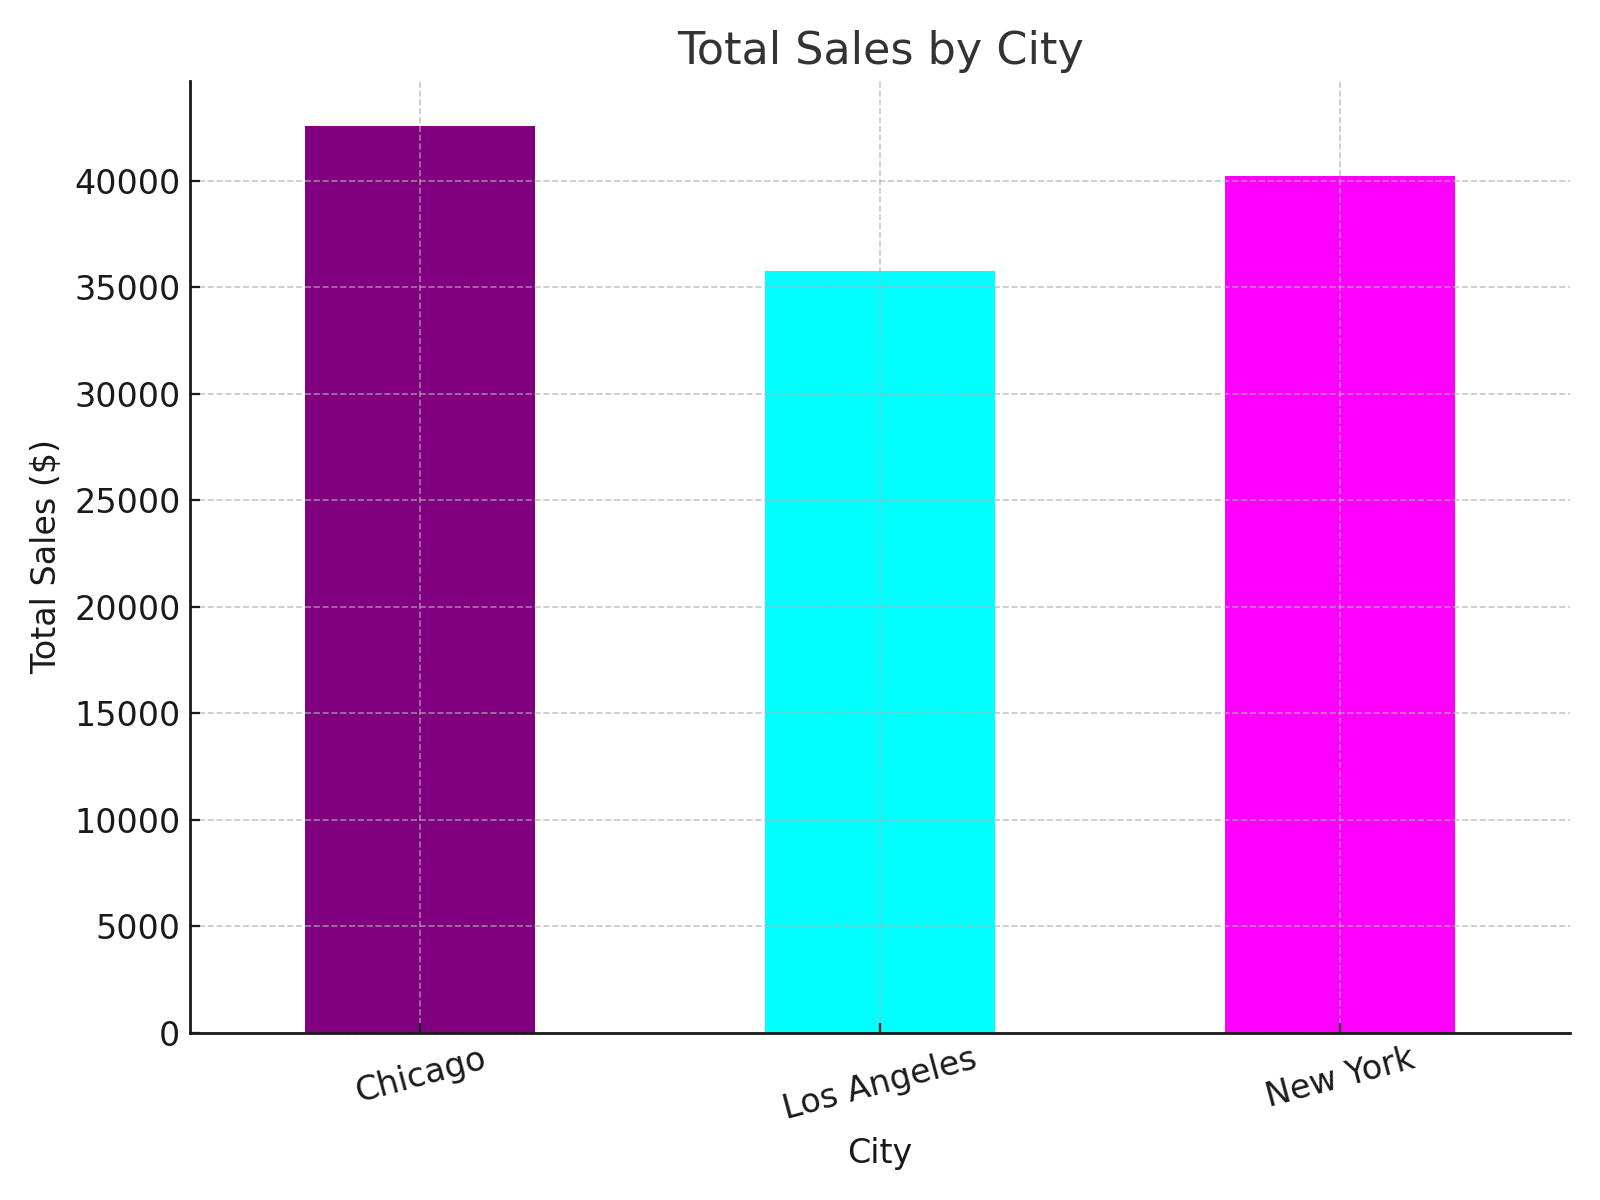 Total Sales by City
Total Sales ($)
40000
35000
30000
25000
20000
15000
10000
5000
0
Chicago
Los Angeles
New York
City